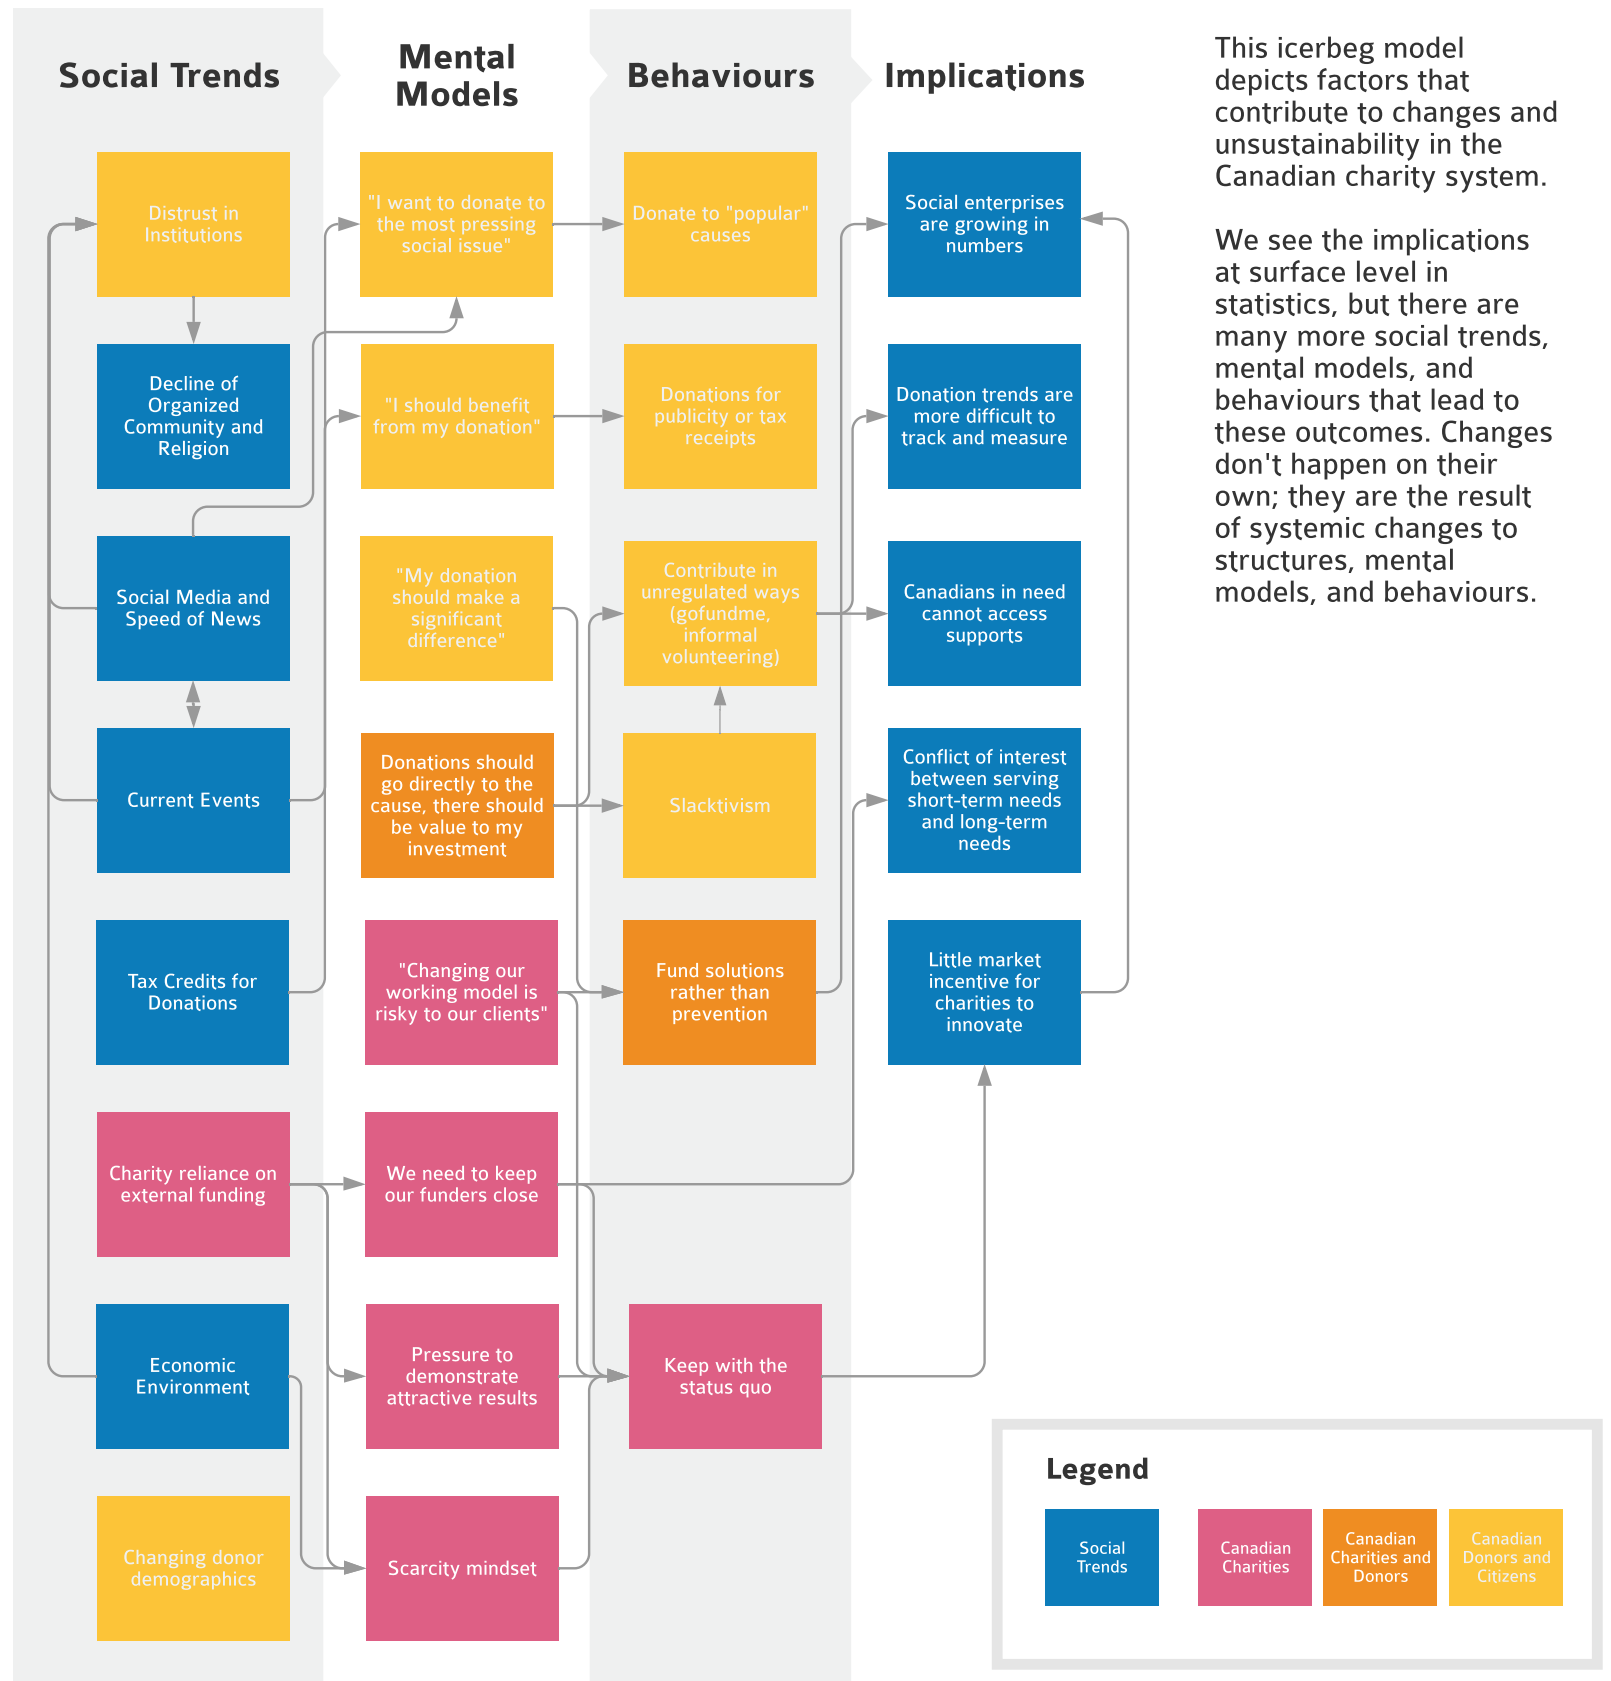 Social Trends
Mental
Models
Behaviours
Implications
This icerbeg model
depicts factors that
contribute to changes and
unsustainability in the
Canadian charity system.
We see the implications
at surface level in
statistics, but there are
many more social trends,
mental models, and
behaviours that lead to
these outcomes. Changes
don't happen on their
own; they are the result
of systemic changes to
structures, mental
models, and behaviours.
Distrust in
Institutions
"I want to donate to
the most pressing
social issue"
Donate to "popular"
causes
Social enterprises
are growing in
numbers
Decline of
Organized
Community and
Religion
"I should benefit
from my donation"
Donations for
publicity or tax
receipts
Donation trends are
more difficult to
track and measure
Social Media and
Speed of News
"My donation
should make a
significant
difference"
Contribute in
unregulated ways
(gofundme,
informal
volunteering)
Canadians in need
cannot access
supports
Current Events
Donations should
go directly to the
cause, there should
be value to my
investment
Slacktivism
Conflict of interest
between serving
short-term needs
and long-term
needs
Tax Credits for
Donations
"Changing our
working model is
risky to our clients"
Fund solutions
rather than
prevention
Little market
incentive for
charities to
innovate
Charity reliance on
external funding
We need to keep
our funders close
Economic
Environment
Pressure to
demonstrate
attractive results
Keep with the
status quo
Changing donor
demographics
Scarcity mindset
Legend
Social
Trends
Canadian
Charities
Canadian
Charities and
Donors
Canadian
Donors and
Citizens